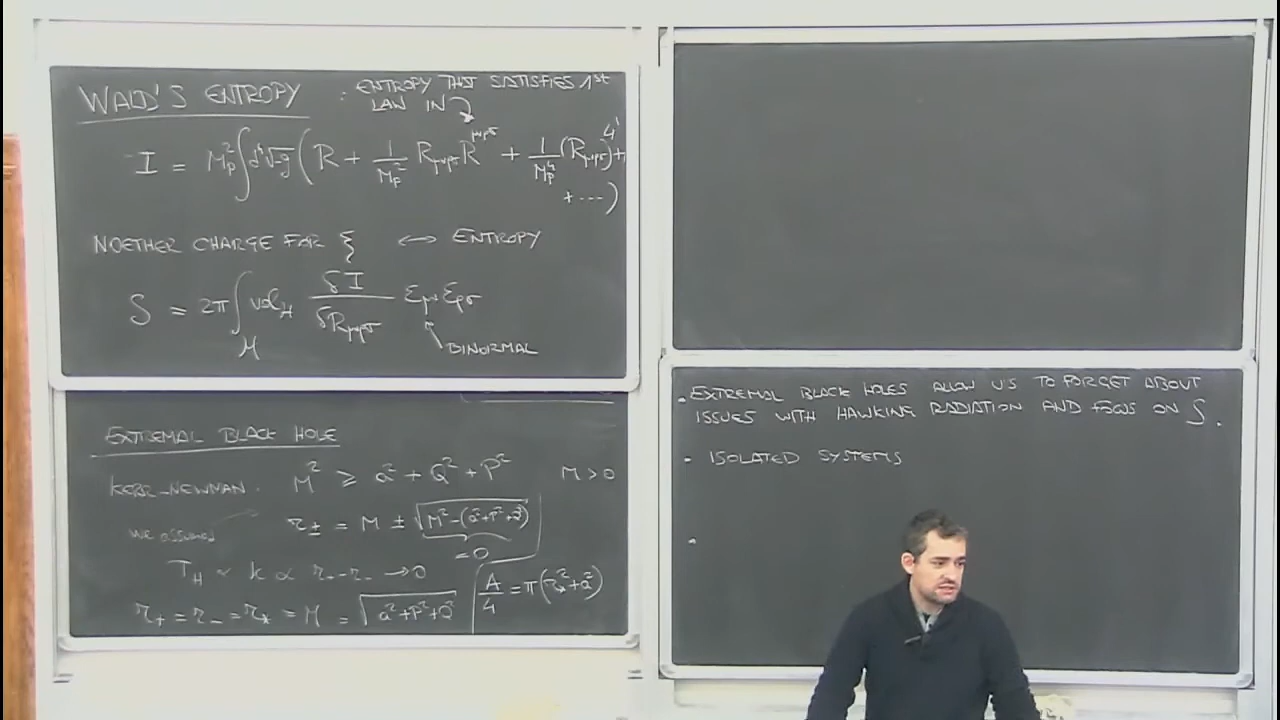 WALD'S ENTROPY : ENTROPY THAT SATISFIES 1st
LAW IN
I = M_p^2 ∫ d^4x √-g ( R + 1/M_p^2 R_μνρσ R^μνρσ + 1/M_p^4 (R_μνρσ)^4 +
+ ... )
NOETHER CHARGE FOR ξ ↔ ENTROPY
S = 2π ∫_H vol_H δI/δR_μνρσ ε_μν ε_ρσ
BINORMAL
EXTREMAL BLACK HOLE
KERR-NEWMAN. M^2 ≥ a^2 + Q^2 + P^2 M > 0
WE ASSUMED r_± = M ± √(M^2-(a^2+P^2+Q^2))
= 0
T_H ∝ k ∝ r_+ - r_- → 0
A/4 = π(r_*^2 + a^2)
r_+ = r_- = r_* = M = √(a^2+P^2+Q^2)
. EXTREMAL BLACK HOLES ALLOW US TO FORGET ABOUT
ISSUES WITH HAWKING RADIATION AND FOCUS ON S.
- ISOLATED SYSTEMS